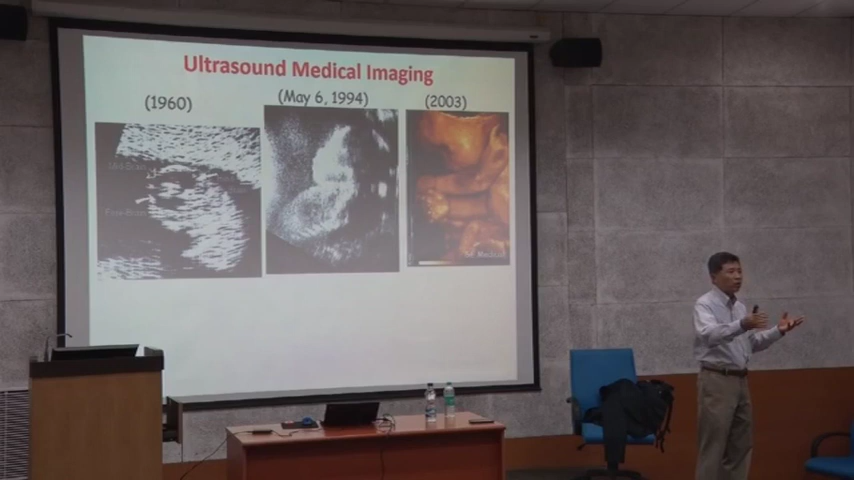 Ultrasound Medical Imaging
(1960)
(May 6, 1994)
(2003)